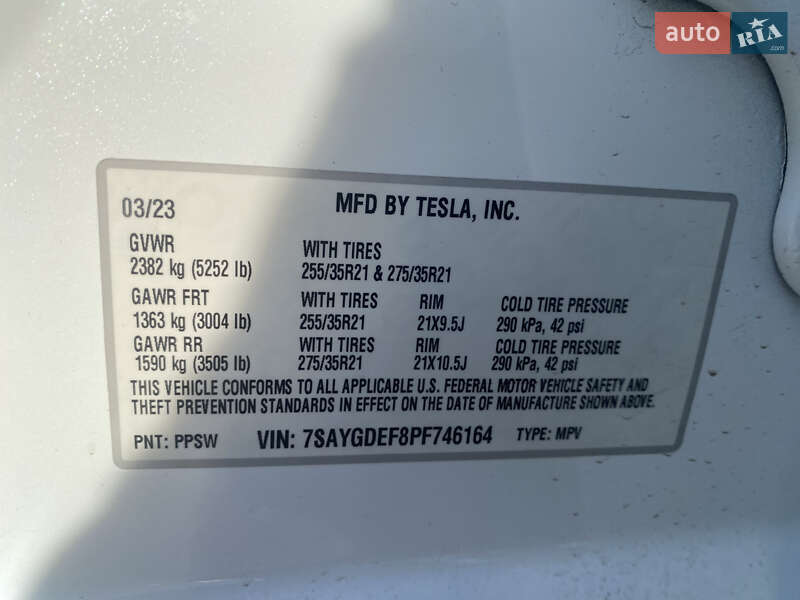 auto RIA.com
03/23 MFD BY TESLA, INC.
GVWR WITH TIRES
2382 kg (5252 lb) 255/35R21 & 275/35R21
GAWR FRT WITH TIRES RIM COLD TIRE PRESSURE
1363 kg (3004 lb) 255/35R21 21X9.5J 290 kPa, 42 psi
GAWR RR WITH TIRES RIM COLD TIRE PRESSURE
1590 kg (3505 lb) 275/35R21 21X10.5J 290 kPa, 42 psi
THIS VEHICLE CONFORMS TO ALL APPLICABLE U.S. FEDERAL MOTOR VEHICLE SAFETY AND
THEFT PREVENTION STANDARDS IN EFFECT ON THE DATE OF MANUFACTURE SHOWN ABOVE.
PNT: PPSW VIN: 7SAYGDEF8PF746164 TYPE: MPV